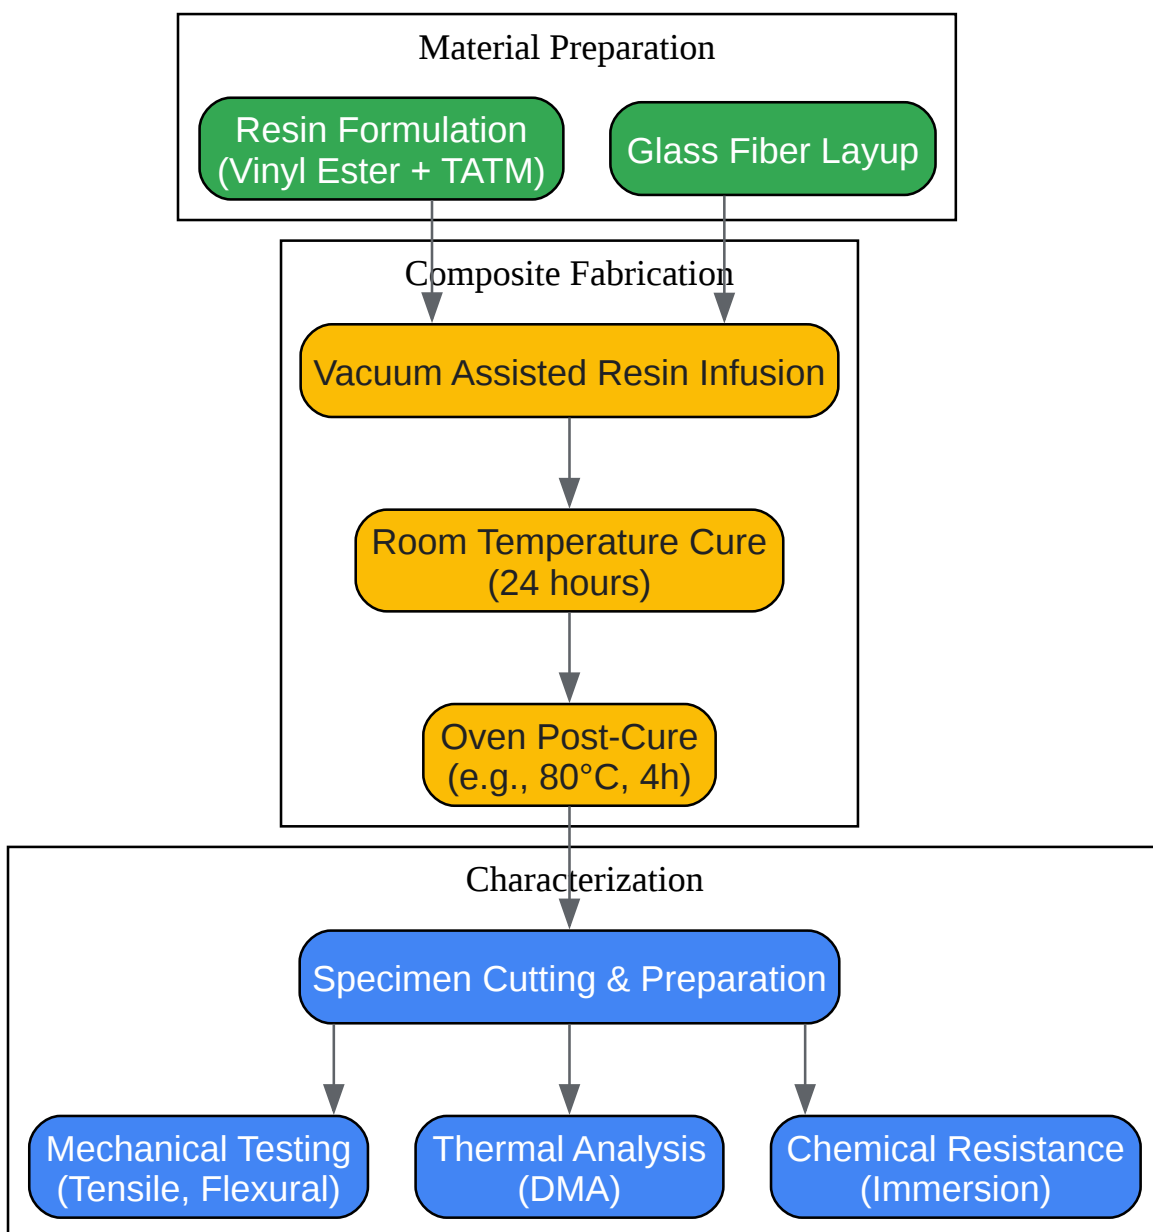 Material Preparation
Resin Formulation
(Vinyl Ester + TATM)
Glass Fiber Layup
Composite Fabrication
Vacuum Assisted Resin Infusion
Room Temperature Cure
(24 hours)
Oven Post-Cure
(e.g., 80°C, 4h)
Characterization
Specimen Cutting & Preparation
Mechanical Testing
(Tensile, Flexural)
Thermal Analysis
(DMA)
Chemical Resistance
(Immersion)